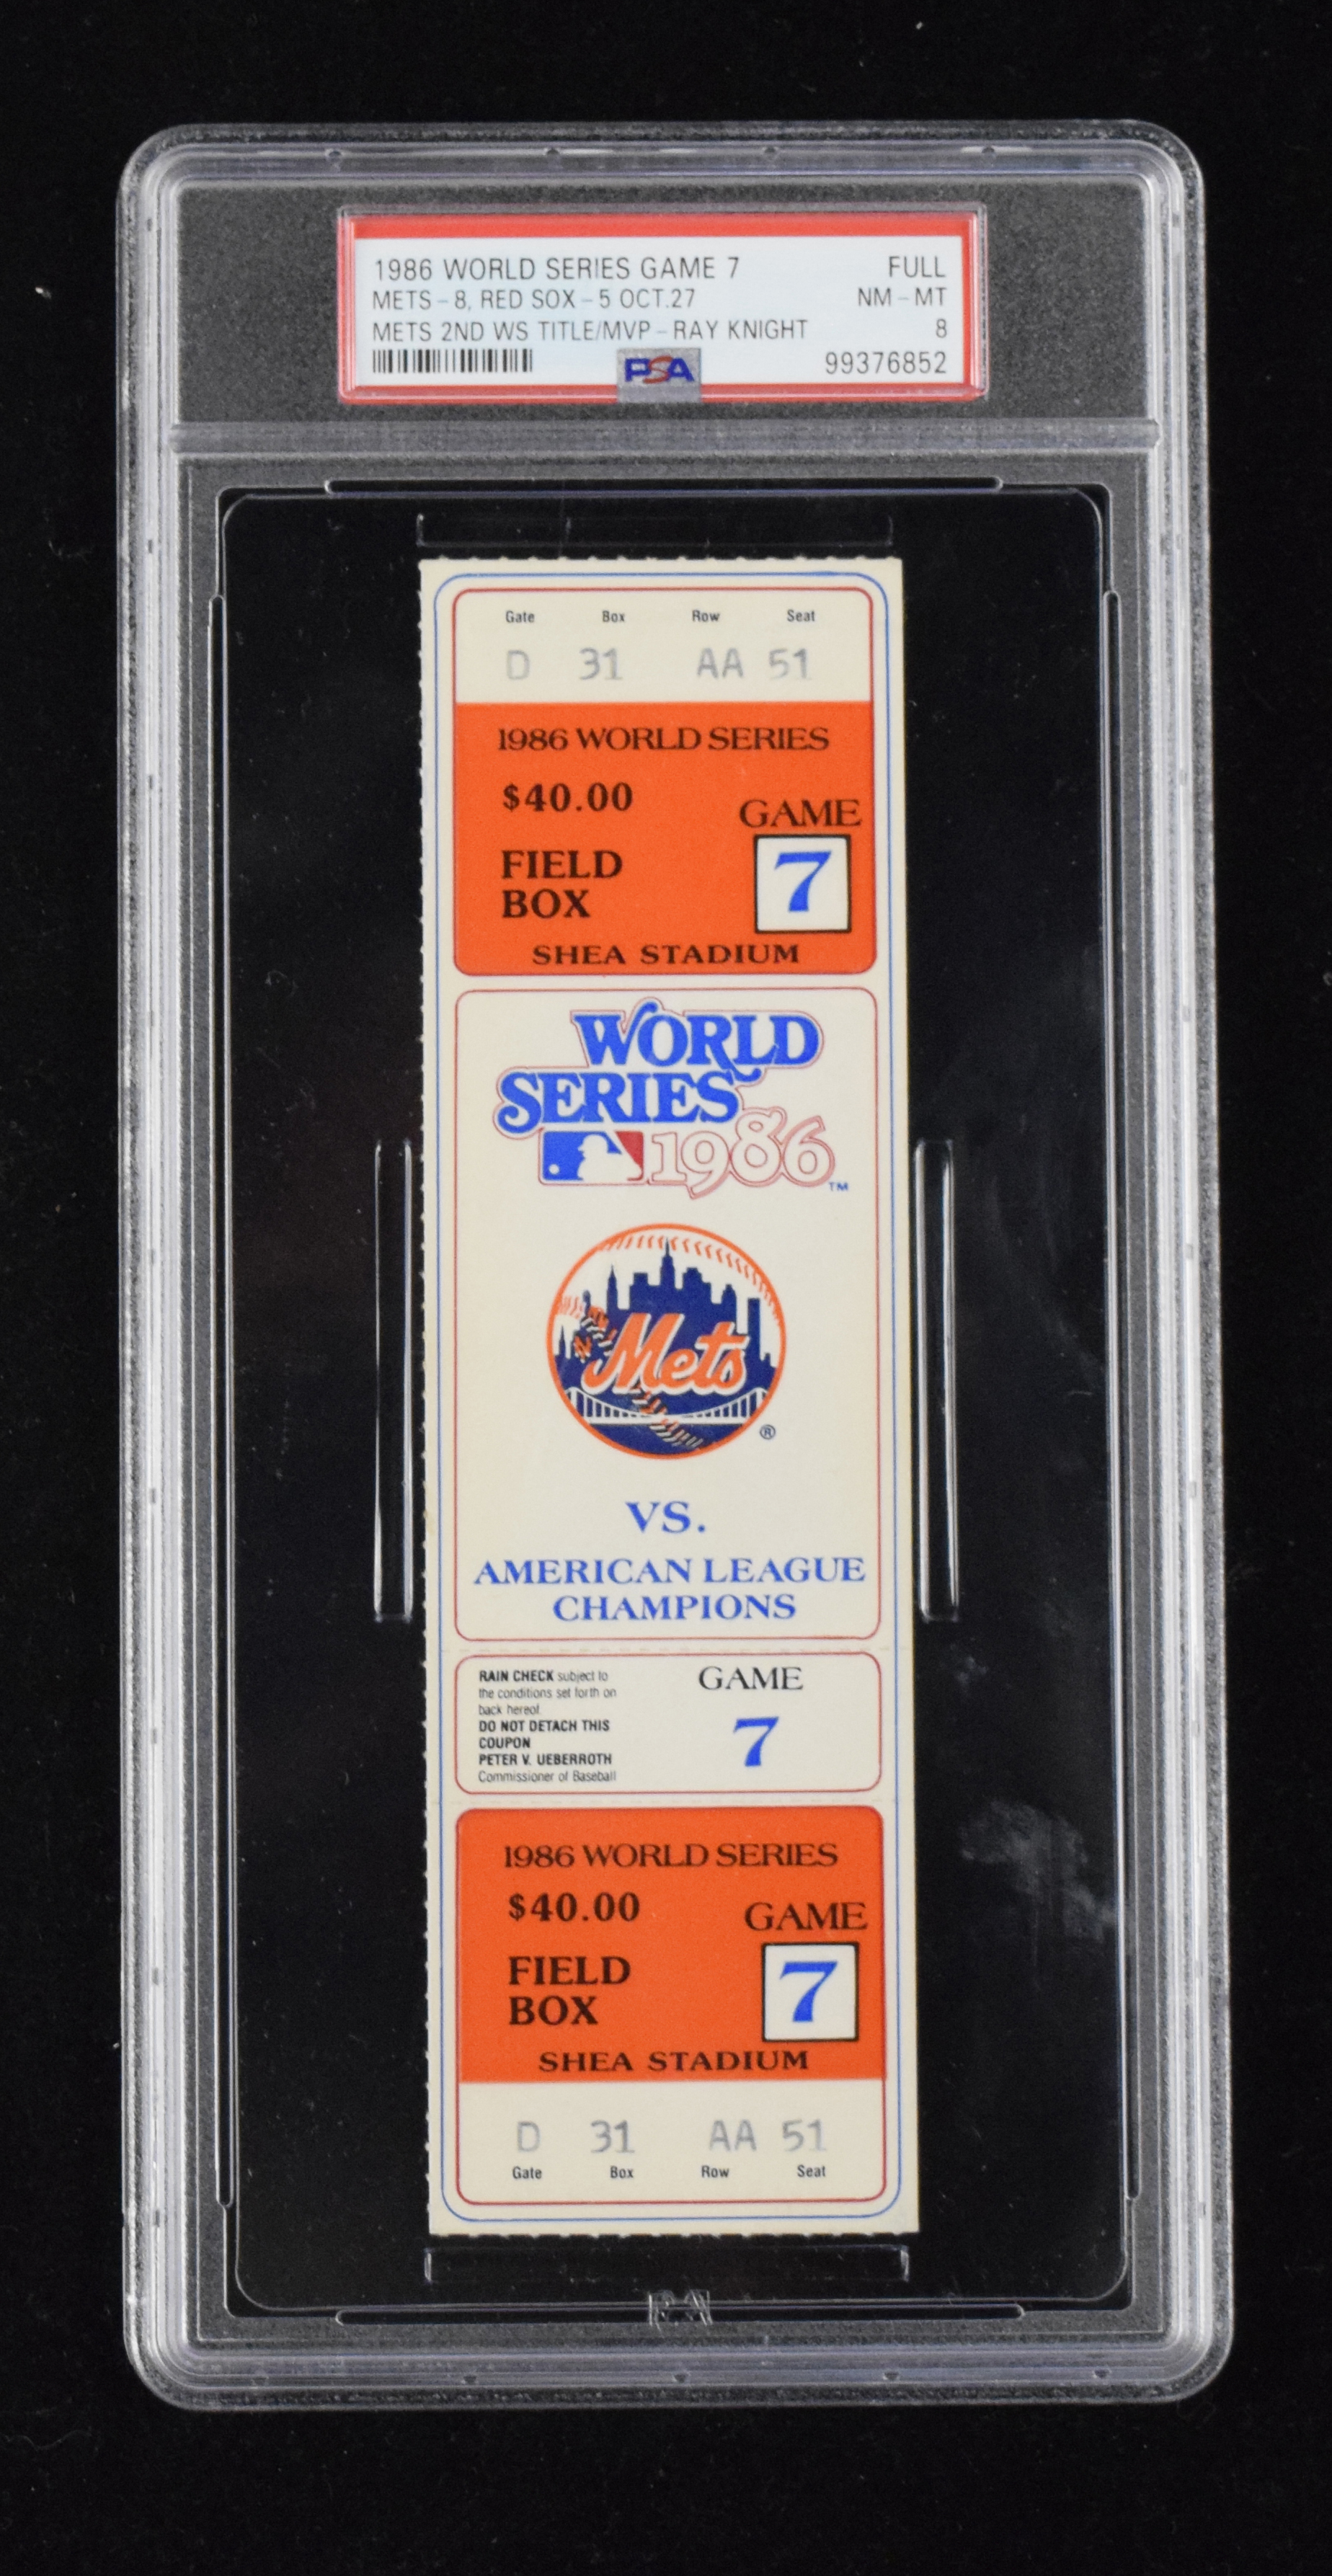 1986 WORLD SERIES GAME 7 FULL
METS-8, RED SOX-5 OCT.27 NM-MT
METS 2ND WS TITLE/MVP-RAY KNIGHT 8
PSA 99376852
Gate Box Row Seat
D 31 AA 51
1986 WORLD SERIES
$40.00
GAME
7
FIELD
BOX
SHEA STADIUM
WORLD
SERIES
1986
TM
Mets
®
VS.
AMERICAN LEAGUE
CHAMPIONS
RAIN CHECK subject to
the conditions set forth on
back hereof.
DO NOT DETACH THIS
COUPON
PETER V. UEBERROTH
Commissioner of Baseball
GAME
7
1986 WORLD SERIES
$40.00
GAME
7
FIELD
BOX
SHEA STADIUM
D 31 AA 51
Gate Box Row Seat